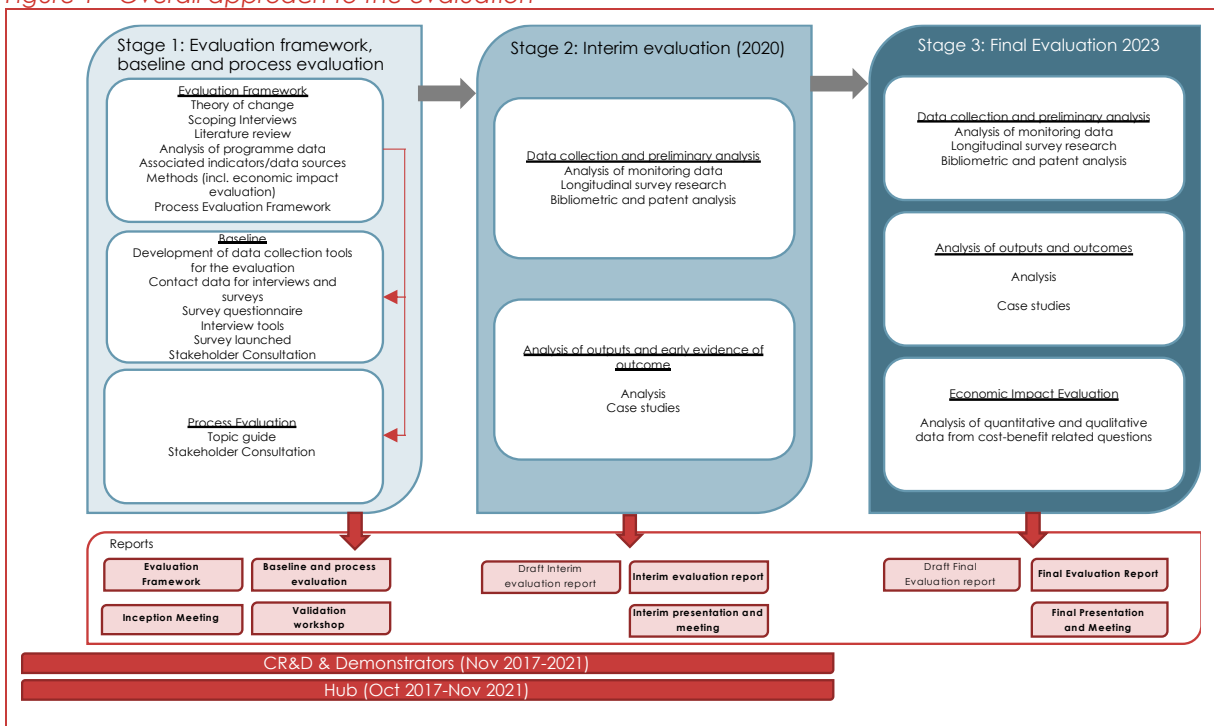 Figure 1 Overall approach to the evaluation
Stage 1: Evaluation framework,
baseline and process evaluation
Evaluation Framework
Theory of change
Scoping Interviews
Literature review
Analysis of programme data
Associated indicators/data sources
Methods (incl. economic impact
evaluation)
Process Evaluation Framework
Baseline
Development of data collection tools
for the evaluation
Contact data for interviews and
surveys
Survey questionnaire
Interview tools
Survey launched
Stakeholder Consultation
Process Evaluation
Topic guide
Stakeholder Consultation
Stage 2: Interim evaluation (2020)
Data collection and preliminary analysis
Analysis of monitoring data
Longitudinal survey research
Bibliometric and patent analysis
Analysis of outputs and early evidence of
outcome
Analysis
Case studies
Stage 3: Final Evaluation 2023
Data collection and preliminary analysis
Analysis of monitoring data
Longitudinal survey research
Bibliometric and patent analysis
Analysis of outputs and outcomes
Analysis
Case studies
Economic Impact Evaluation
Analysis of quantitative and qualitative
data from cost-benefit related questions
Reports
Evaluation
Framework
Baseline and process
evaluation
Inception Meeting
Validation
workshop
Draft Interim
evaluation report
Interim evaluation report
Interim presentation and
meeting
Draft Final
Evaluation report
Final Evaluation Report
Final Presentation
and Meeting
CR&D & Demonstrators (Nov 2017-2021)
Hub (Oct 2017-Nov 2021)